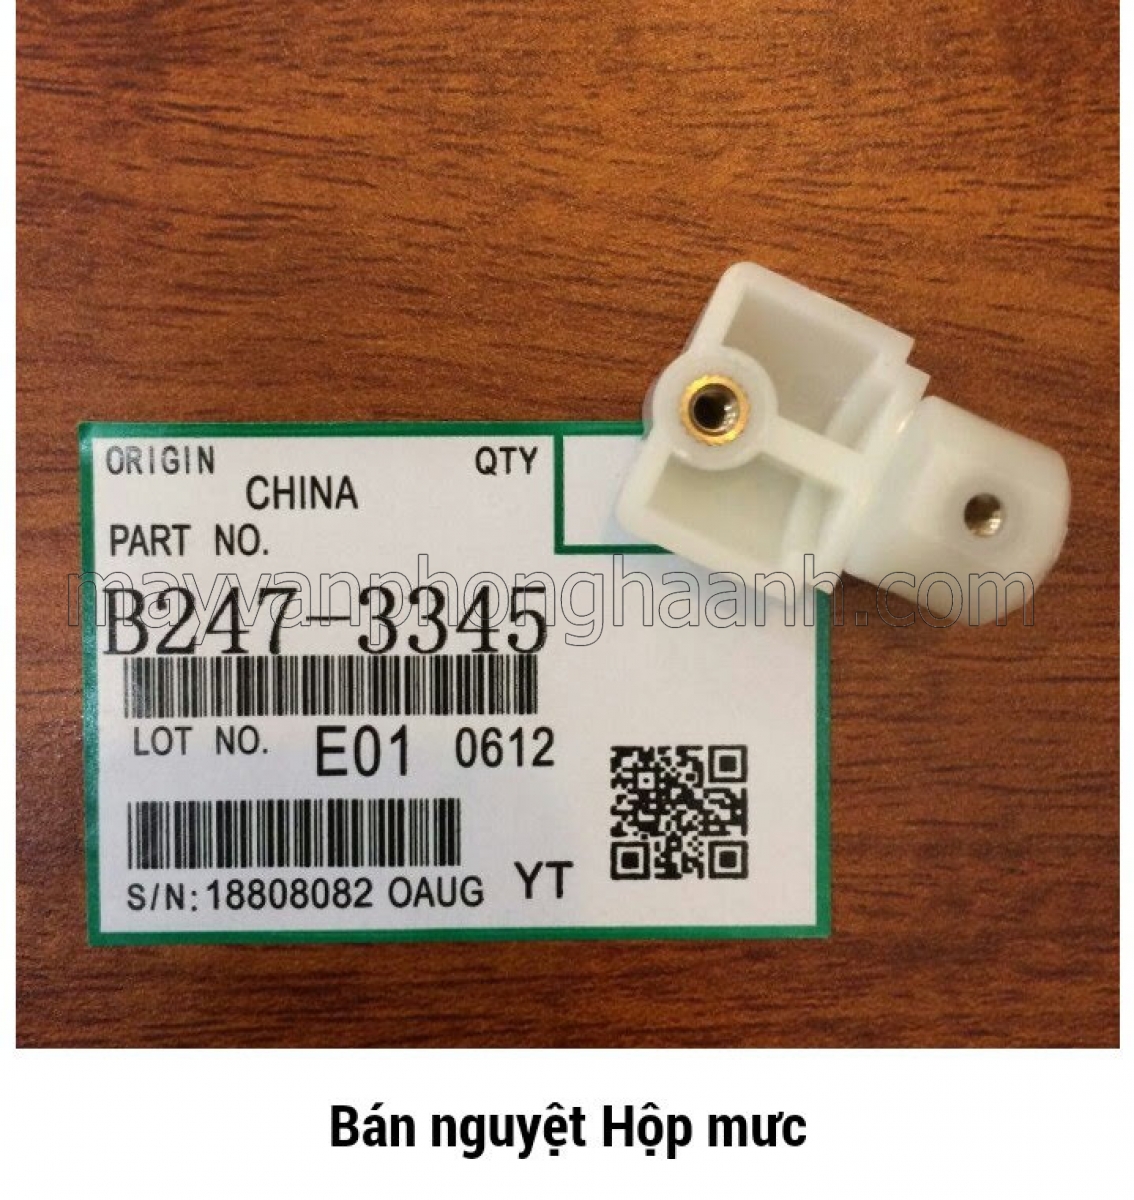 ORIGIN QTY
CHINA
PART NO.
mayvanphonghaanh.com
B247-3345
LOT NO. E01 0612
S/N:18808082 OAUG YT
Bán nguyệt Hộp mưc